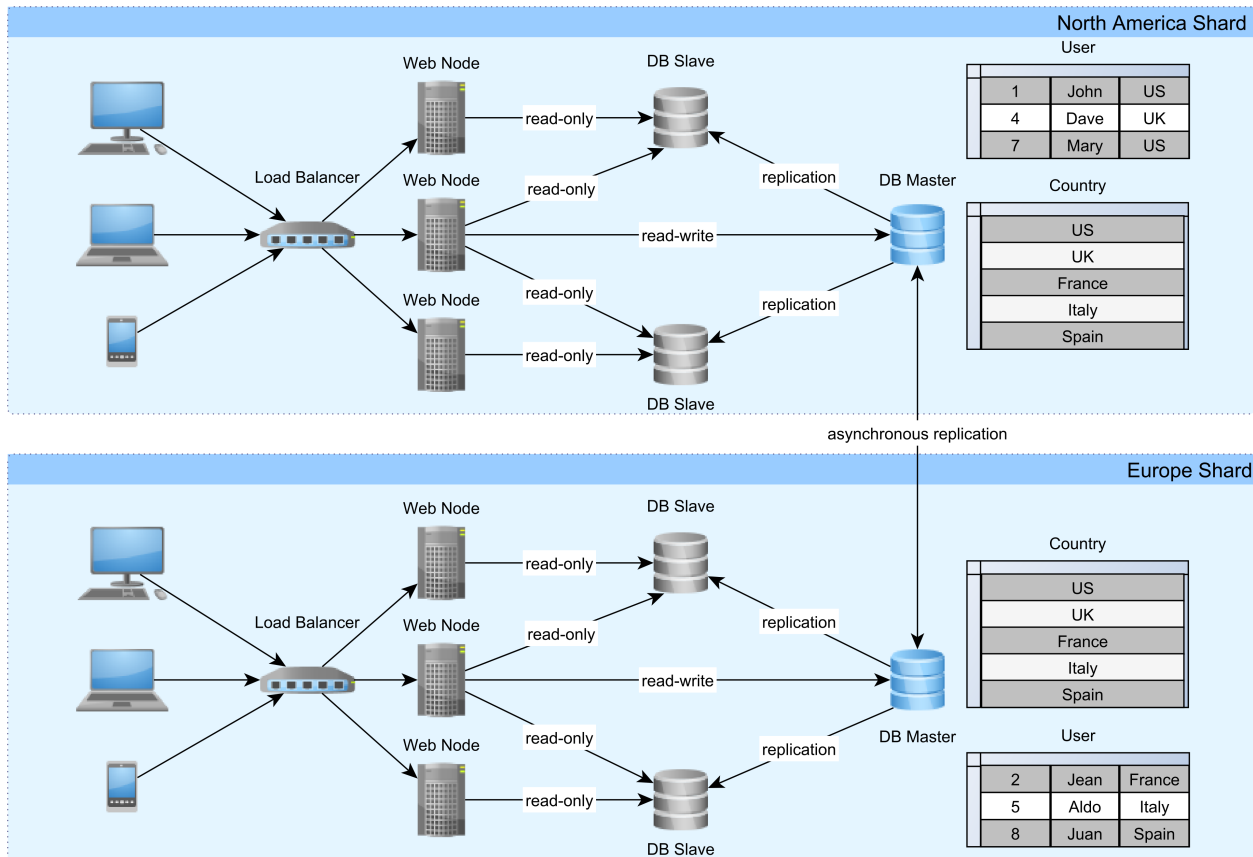 North America Shard
User
Web Node
DB Slave
1 John US
4 Dave UK
7 Mary US
read-only
Load Balancer
Web Node
read-only
replication
DB Master
Country
US
UK
France
Italy
Spain
read-write
Web Node
read-only
replication
read-only
DB Slave
asynchronous replication
Europe Shard
Web Node
DB Slave
Country
US
UK
France
Italy
Spain
read-only
Load Balancer
Web Node
read-only
replication
read-write
DB Master
User
2 Jean France
5 Aldo Italy
8 Juan Spain
Web Node
read-only
replication
read-only
DB Slave